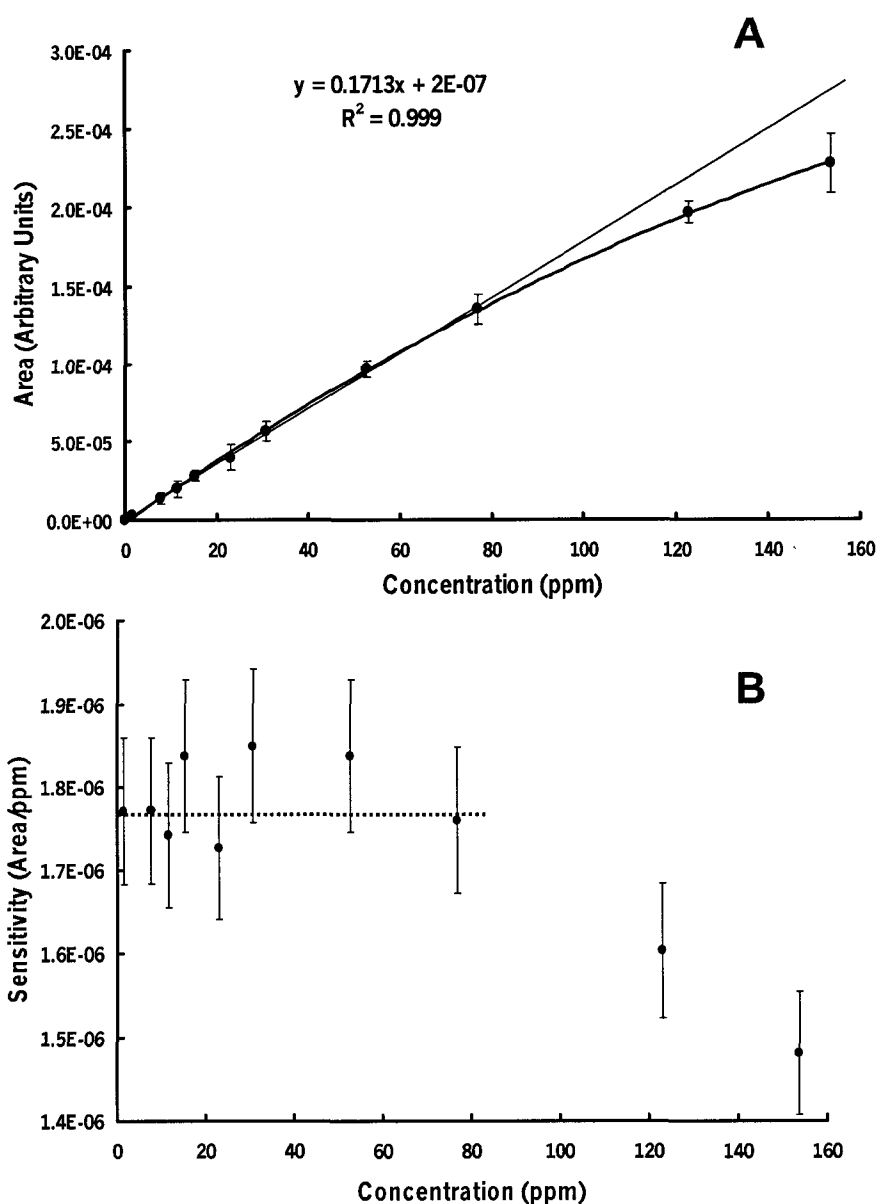 A
3.0E-04
2.5E-04
2.0E-04
1.5E-04
1.0E-04
5.0E-05
0.0E+00
y = 0.1713x + 2E-07
R² = 0.999
Area (Arbitrary Units)
0 20 40 60 80 100 120 140 160
Concentration (ppm)
B
2.0E-06
1.9E-06
1.8E-06
1.7E-06
1.6E-06
1.5E-06
1.4E-06
Sensitivity (Area/ppm)
0 20 40 60 80 100 120 140 160
Concentration (ppm)